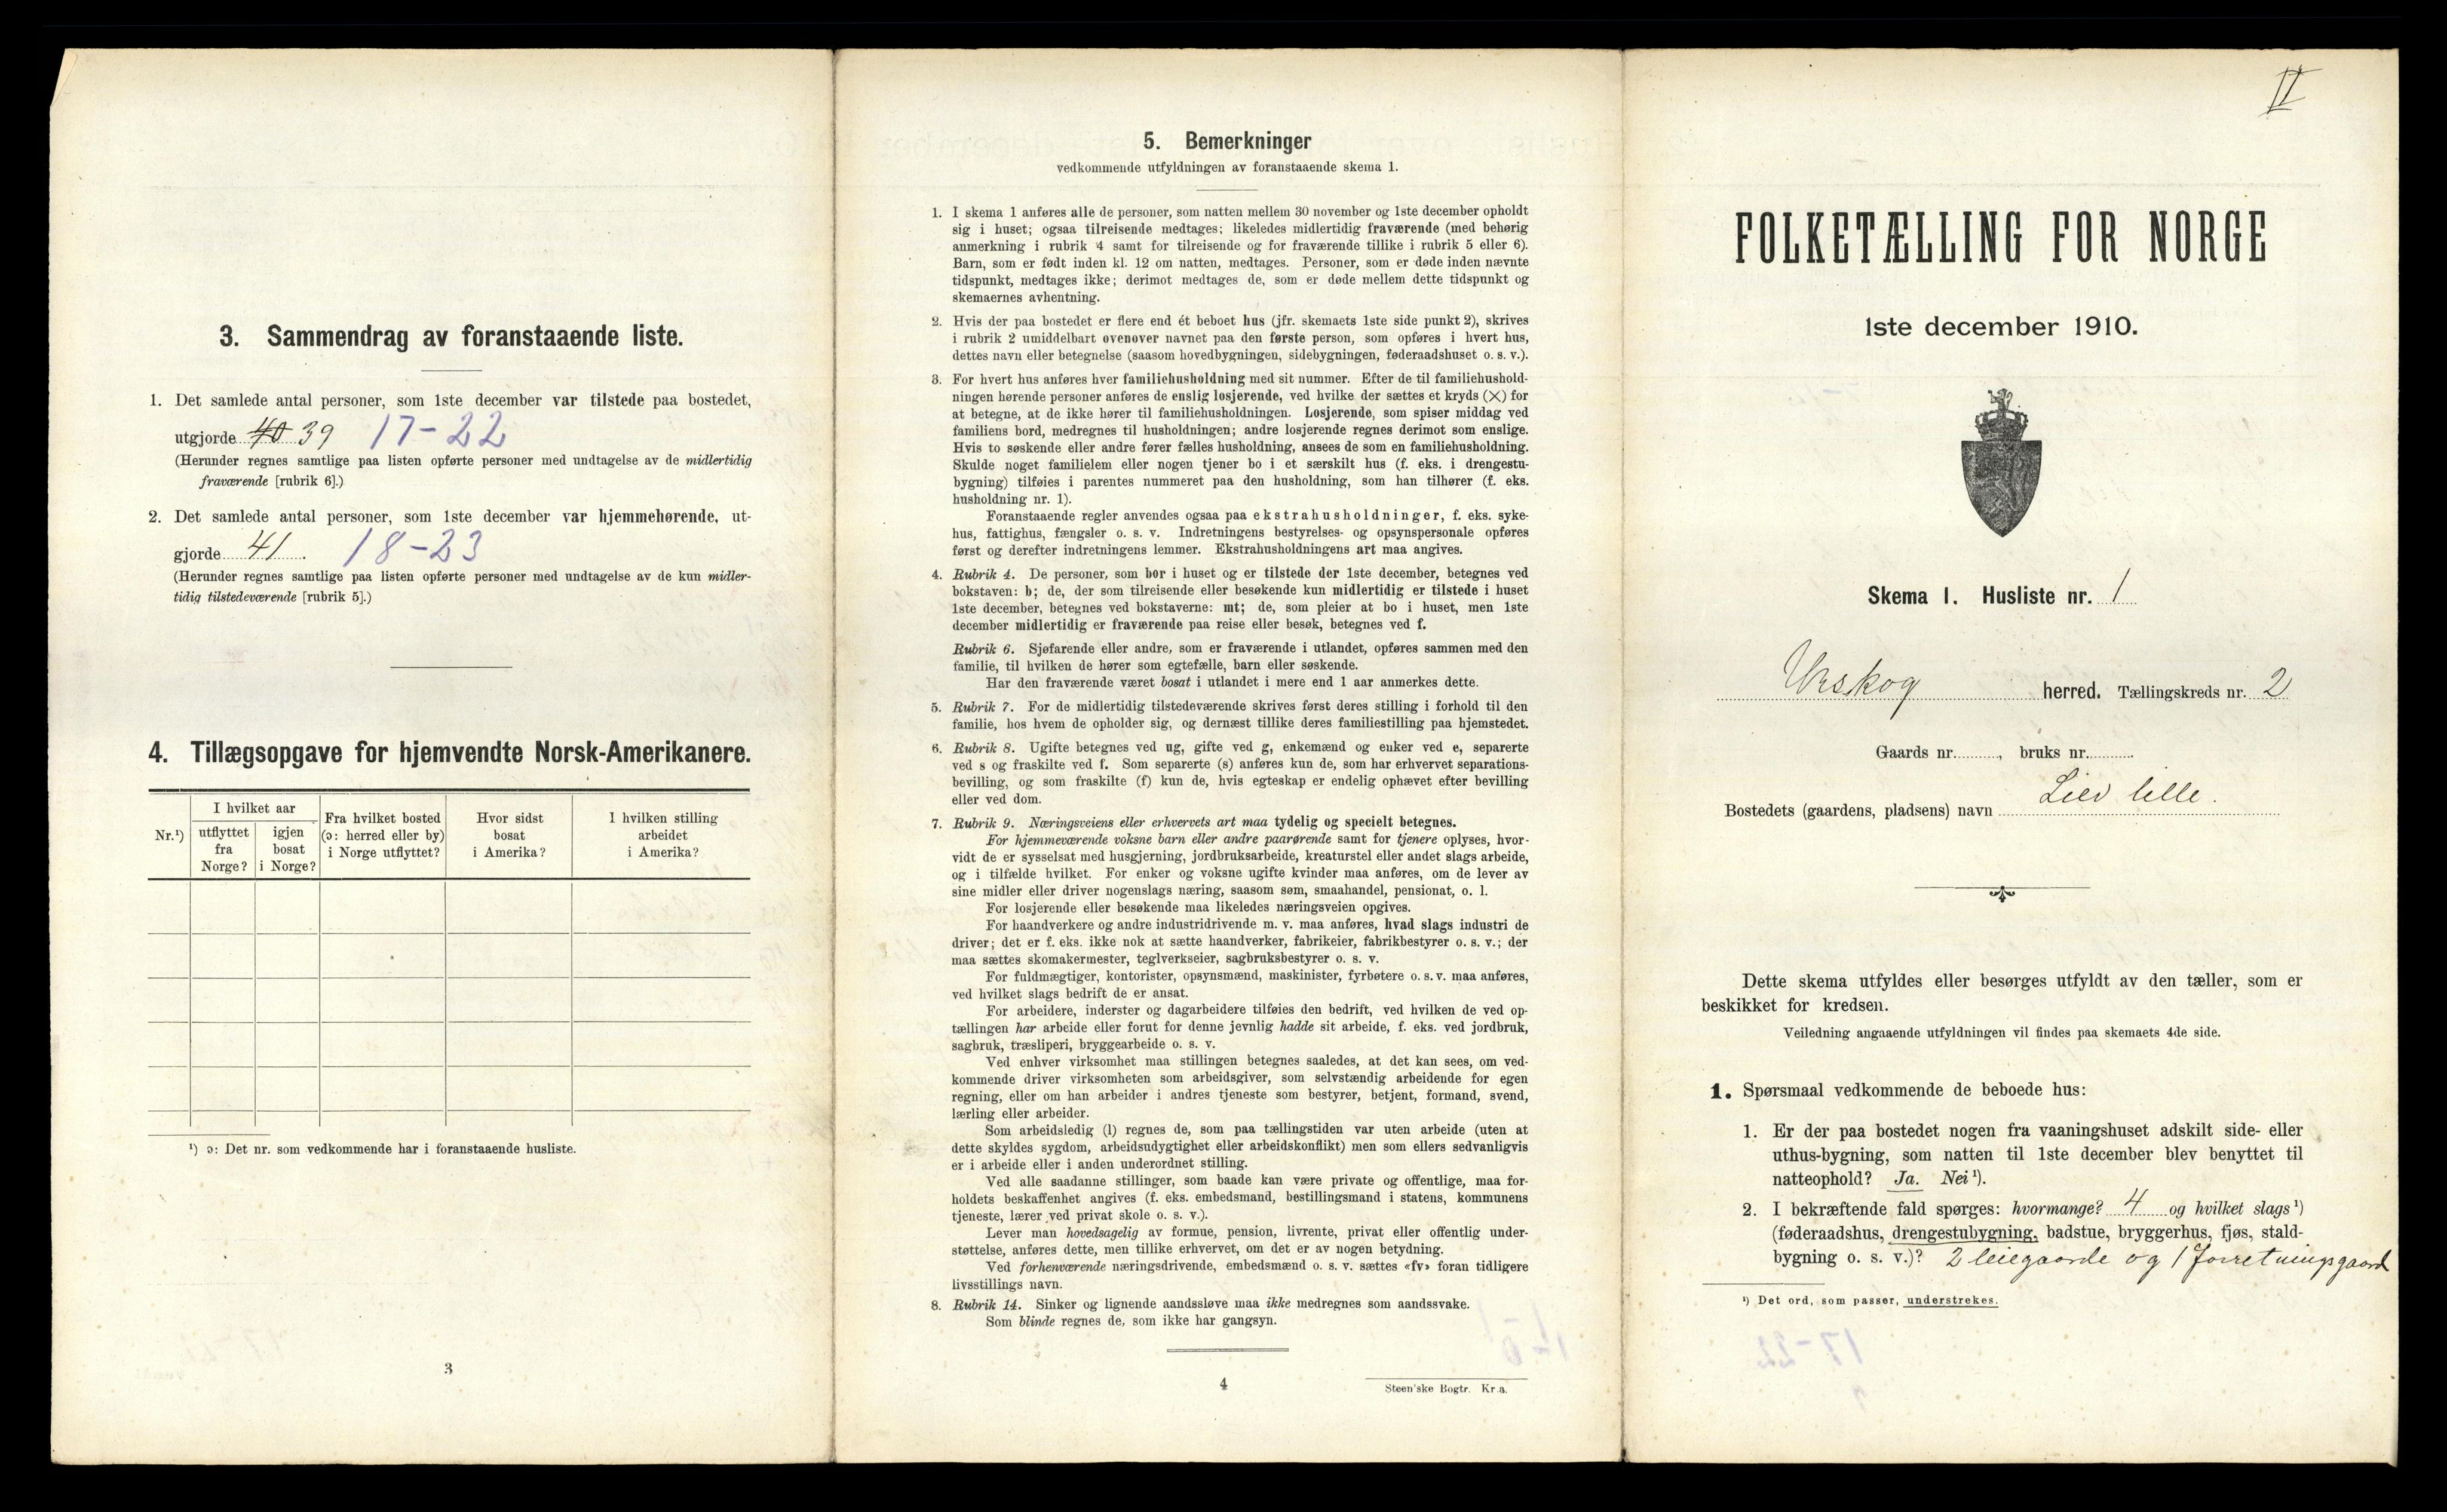 3. Sammendrag av foranstaaende liste.
1. Det samlede antal personer, som 1ste december var tilstede paa bostedet,
utgjorde 40 39 17-22
(Herunder regnes samtlige paa listen opførte personer med undtagelse av de midlertidig
fraværende [rubrik 6].)
2. Det samlede antal personer, som 1ste december var hjemmehørende, ut-
gjorde 41. 18-23
(Herunder regnes samtlige paa listen opførte personer med undtagelse av de kun midler-
tidig tilstedeværende [rubrik 5].)
4. Tillægsopgave for hjemvendte Norsk-Amerikanere.
Nr.¹)
I hvilket aar
utflyttet
fra
Norge?
igjen
bosat
i Norge?
Fra hvilket bosted
(ɔ: herred eller by)
i Norge utflyttet?
Hvor sidst
bosat
i Amerika?
I hvilken stilling
arbeidet
i Amerika?
¹) ɔ: Det nr. som vedkommende har i foranstaaende husliste.
3
5. Bemerkninger
vedkommende utfyldningen av foranstaaende skema 1.
1. I skema 1 anføres alle de personer, som natten mellem 30 november og 1ste december opholdt
sig i huset; ogsaa tilreisende medtages; likeledes midlertidig fraværende (med behørig
anmerkning i rubrik 4 samt for tilreisende og for fraværende tillike i rubrik 5 eller 6).
Barn, som er født inden kl. 12 om natten, medtages. Personer, som er døde inden nævnte
tidspunkt, medtages ikke; derimot medtages de, som er døde mellem dette tidspunkt og
skemaernes avhentning.
2. Hvis der paa bostedet er flere end ét beboet hus (jfr. skemaets 1ste side punkt 2), skrives
i rubrik 2 umiddelbart ovenover navnet paa den første person, som opføres i hvert hus,
dettes navn eller betegnelse (saasom hovedbygningen, sidebygningen, føderaadshuset o. s. v.).
3. For hvert hus anføres hver familiehusholdning med sit nummer. Efter de til familiehushold-
ningen hørende personer anføres de enslig losjerende, ved hvilke der sættes et kryds (×) for
at betegne, at de ikke hører til familiehusholdningen. Losjerende, som spiser middag ved
familiens bord, medregnes til husholdningen; andre losjerende regnes derimot som enslige.
Hvis to søskende eller andre fører fælles husholdning, ansees de som en familiehusholdning.
Skulde noget familielem eller nogen tjener bo i et særskilt hus (f. eks. i drengestu-
bygning) tilføies i parentes nummeret paa den husholdning, som han tilhører (f. eks.
husholdning nr. 1).
Foranstaaende regler anvendes ogsaa paa ekstrahusholdninger, f. eks. syke-
hus, fattighus, fængsler o. s. v. Indretningens bestyrelses- og opsynspersonale opføres
først og derefter indretningens lemmer. Ekstrahusholdningens art maa angives.
4. Rubrik 4. De personer, som bor i huset og er tilstede der 1ste december, betegnes ved
bokstaven: b; de, der som tilreisende eller besøkende kun midlertidig er tilstede i huset
1ste december, betegnes ved bokstaverne: mt; de, som pleier at bo i huset, men 1ste
december midlertidig er fraværende paa reise eller besøk, betegnes ved f.
Rubrik 6. Sjøfarende eller andre, som er fraværende i utlandet, opføres sammen med den
familie, til hvilken de hører som egtefælle, barn eller søskende.
Har den fraværende været bosat i utlandet i mere end 1 aar anmerkes dette.
5. Rubrik 7. For de midlertidig tilstedeværende skrives først deres stilling i forhold til den
familie, hos hvem de opholder sig, og dernæst tillike deres familiestilling paa hjemstedet.
6. Rubrik 8. Ugifte betegnes ved ug, gifte ved g, enkemænd og enker ved e, separerte
ved s og fraskilte ved f. Som separerte (s) anføres kun de, som har erhvervet separations-
bevilling, og som fraskilte (f) kun de, hvis egteskap er endelig ophævet efter bevilling
eller ved dom.
7. Rubrik 9. Næringsveiens eller erhvervets art maa tydelig og specielt betegnes.
For hjemmeværende voksne barn eller andre paarørende samt for tjenere oplyses, hvor-
vidt de er sysselsat med husgjerning, jordbruksarbeide, kreaturstel eller andet slags arbeide,
og i tilfælde hvilket. For enker og voksne ugifte kvinder maa anføres, om de lever av
sine midler eller driver nogenslags næring, saasom søm, smaahandel, pensionat, o. l.
For losjerende eller besøkende maa likeledes næringsveien opgives.
For haandverkere og andre industridrivende m. v. maa anføres, hvad slags industri de
driver; det er f. eks. ikke nok at sætte haandverker, fabrikeier, fabrikbestyrer o. s. v.; der
maa sættes skomakermester, teglverkseier, sagbruksbestyrer o. s. v.
For fuldmægtiger, kontorister, opsynsmænd, maskinister, fyrbøtere o. s. v. maa anføres,
ved hvilket slags bedrift de er ansat.
For arbeidere, inderster og dagarbeidere tilføies den bedrift, ved hvilken de ved op-
tællingen har arbeide eller forut for denne jevnlig hadde sit arbeide, f. eks. ved jordbruk,
sagbruk, træsliperi, bryggearbeide o. s. v.
Ved enhver virksomhet maa stillingen betegnes saaledes, at det kan sees, om ved-
kommende driver virksomheten som arbeidsgiver, som selvstændig arbeidende for egen
regning, eller om han arbeider i andres tjeneste som bestyrer, betjent, formand, svend,
lærling eller arbeider.
Som arbeidsledig (l) regnes de, som paa tællingstiden var uten arbeide (uten at
dette skyldes sygdom, arbeidsudygtighet eller arbeidskonflikt) men som ellers sedvanligvis
er i arbeide eller i anden underordnet stilling.
Ved alle saadanne stillinger, som baade kan være private og offentlige, maa for-
holdets beskaffenhet angives (f. eks. embedsmand, bestillingsmand i statens, kommunens
tjeneste, lærer ved privat skole o. s. v.).
Lever man hovedsagelig av formue, pension, livrente, privat eller offentlig under-
støttelse, anføres dette, men tillike erhvervet, om det er av nogen betydning.
Ved forhenværende næringsdrivende, embedsmænd o. s. v. sættes «fv» foran tidligere
livsstillings navn.
8. Rubrik 14. Sinker og lignende aandssløve maa ikke medregnes som aandssvake.
Som blinde regnes de, som ikke har gangsyn.
4
Steen'ske Bogtr. Kr.a.
II
FOLKETÆLLING FOR NORGE
1ste december 1910.
Skema 1. Husliste nr. 1
Urskog herred. Tællingskreds nr. 2
Gaards nr. , bruks nr.
Bostedets (gaardens, pladsens) navn Lier lille.
Dette skema utfyldes eller besørges utfyldt av den tæller, som er
beskikket for kredsen.
Veiledning angaaende utfyldningen vil findes paa skemaets 4de side.
1. Spørsmaal vedkommende de beboede hus:
1. Er der paa bostedet nogen fra vaaningshuset adskilt side- eller
uthus-bygning, som natten til 1ste december blev benyttet til
natteophold? Ja. Nei ¹).
2. I bekræftende fald spørges: hvormange? 4 og hvilket slags ¹)
(føderaadshus, drengestubygning, badstue, bryggerhus, fjøs, stald-
bygning o. s. v.)? 2 leiegaarde og 1 forretningsgaard
¹) Det ord, som passer, understrekes.